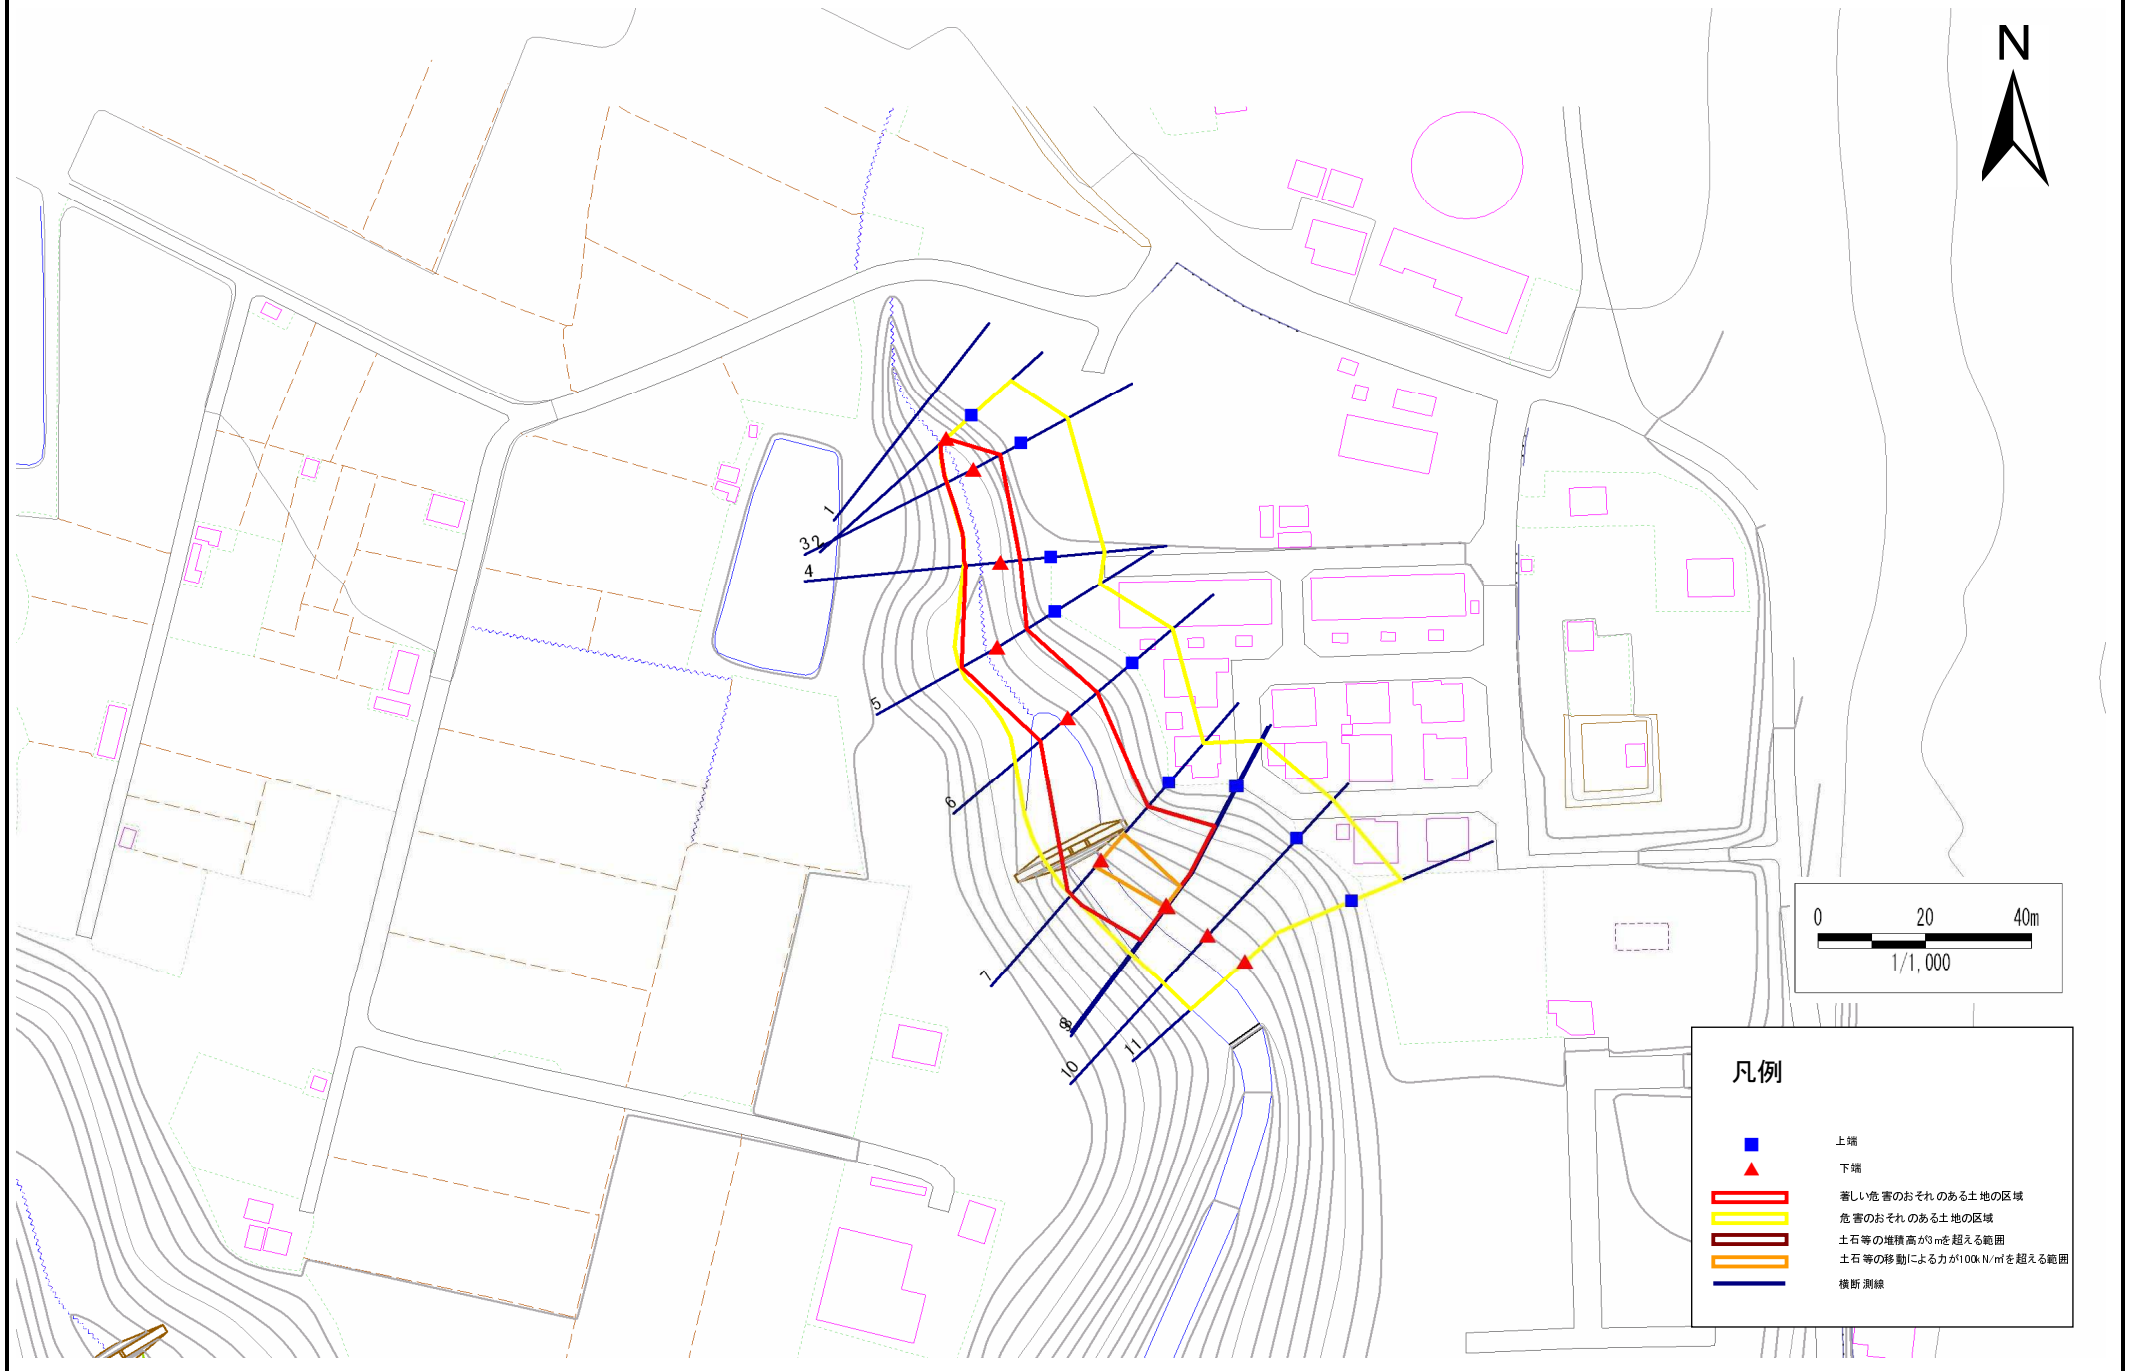 N
1
3
2
4
5
6
7
8
10
11
0 20 40m
1/1,000
凡例
上端
下端
著しい危害のおそれのある土地の区域
危害のおそれのある土地の区域
土石等の堆積高が3mを超える範囲
土石等の移動による力が100kN/㎡を超える範囲
横断測線